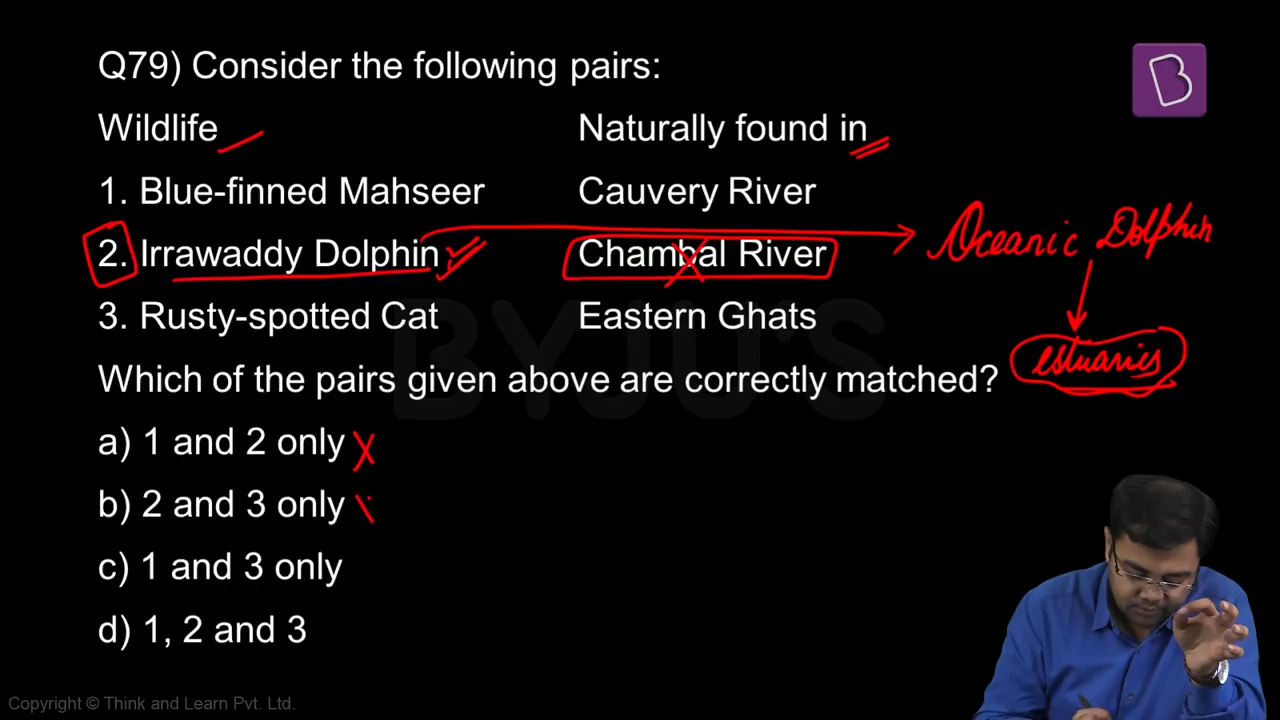 Q79) Consider the following pairs:
Wildlife Naturally found in
1. Blue-finned Mahseer Cauvery River
2. Irrawaddy Dolphin Chambal River Oceanic Dolphin
3. Rusty-spotted Cat Eastern Ghats
estuaries
Which of the pairs given above are correctly matched?
a) 1 and 2 only
b) 2 and 3 only
c) 1 and 3 only
d) 1, 2 and 3
BYJU'S
B
Copyright © Think and Learn Pvt. Ltd.